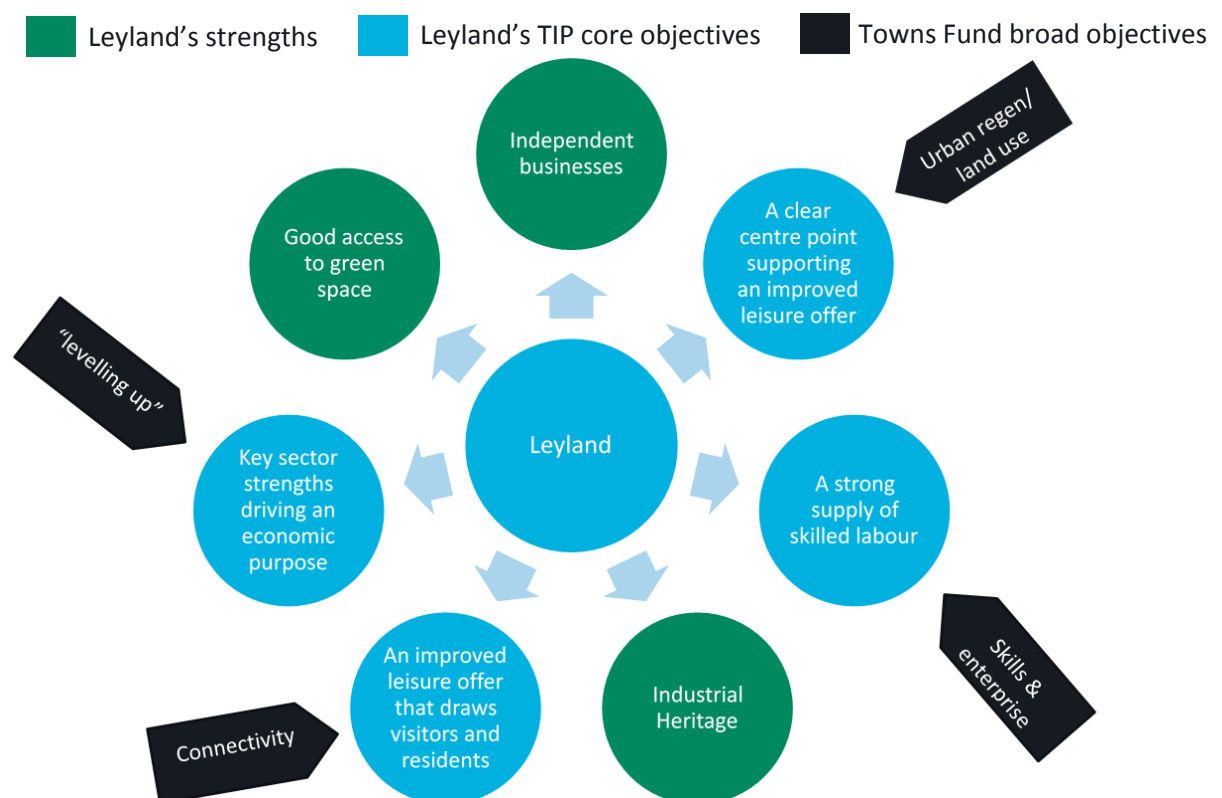 Leyland’s strengths
Leyland’s TIP core objectives
Towns Fund broad objectives
Independent
businesses
Urban regen/
land use
Good access
to green
space
A clear
centre point
supporting
an improved
leisure offer
“levelling up”
Leyland
Key sector
strengths
driving an
economic
purpose
A strong
supply of
skilled labour
An improved
leisure offer
that draws
visitors and
residents
Industrial
Heritage
Skills &
enterprise
Connectivity